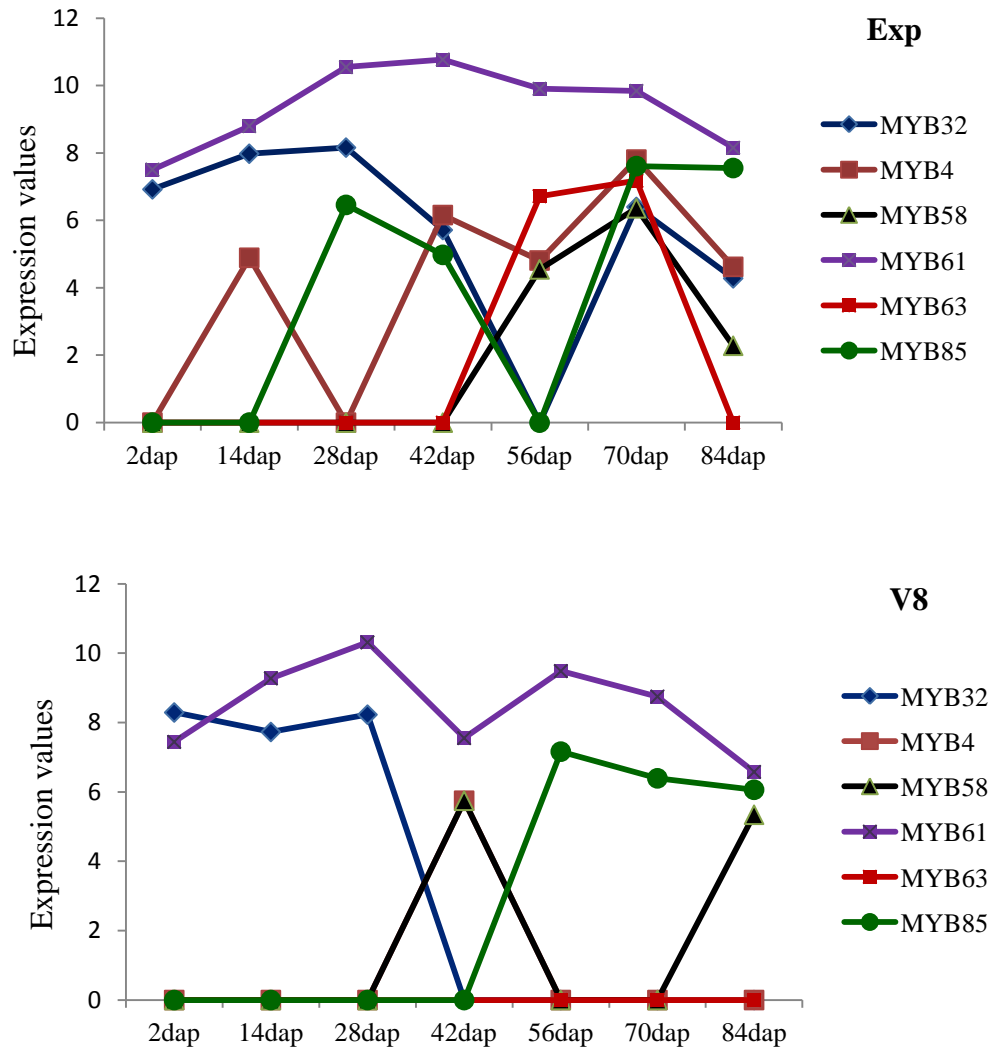 Exp
Expression values
12
10
8
6
4
2
0
2dap 14dap 28dap 42dap 56dap 70dap 84dap
MYB32
MYB4
MYB58
MYB61
MYB63
MYB85
V8
Expression values
12
10
8
6
4
2
0
2dap 14dap 28dap 42dap 56dap 70dap 84dap
MYB32
MYB4
MYB58
MYB61
MYB63
MYB85